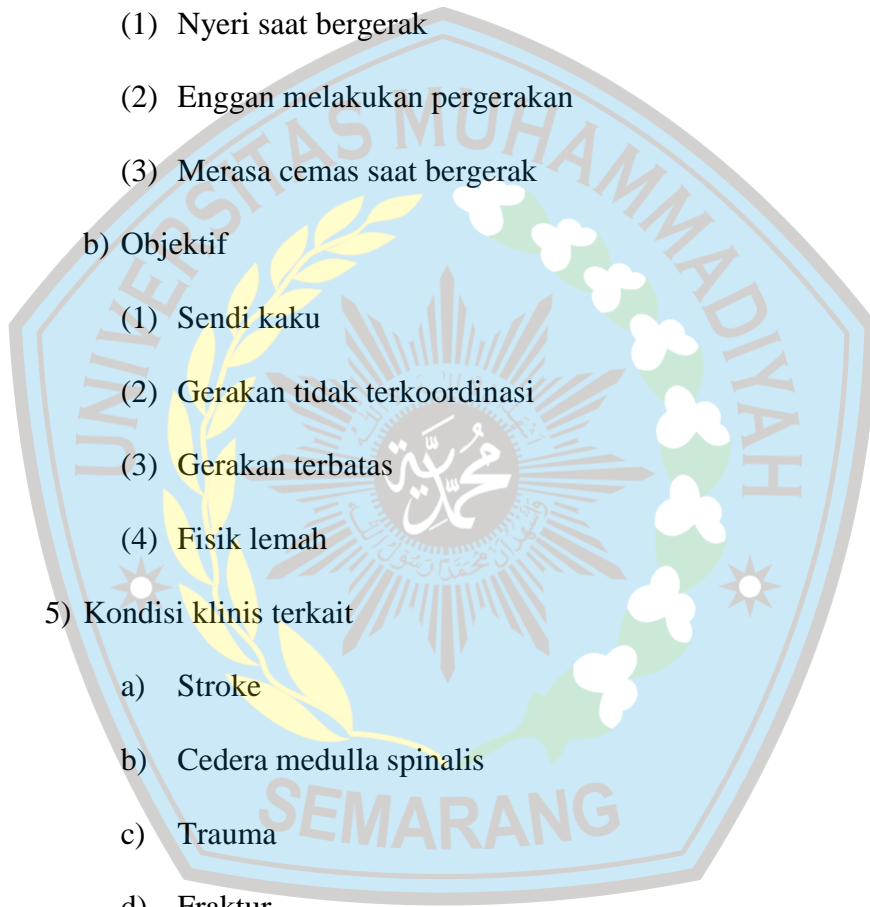 (1) Nyeri saat bergerak
(2) Enggan melakukan pergerakan
(3) Merasa cemas saat bergerak
b) Objektif
(1) Sendi kaku
(2) Gerakan tidak terkoordinasi
(3) Gerakan terbatas
(4) Fisik lemah
5) Kondisi klinis terkait
a) Stroke
b) Cedera medulla spinalis
c) Trauma
d) Fraktur
UNIVERSITAS MUHAMMADIYAH
SEMARANG
محمدية